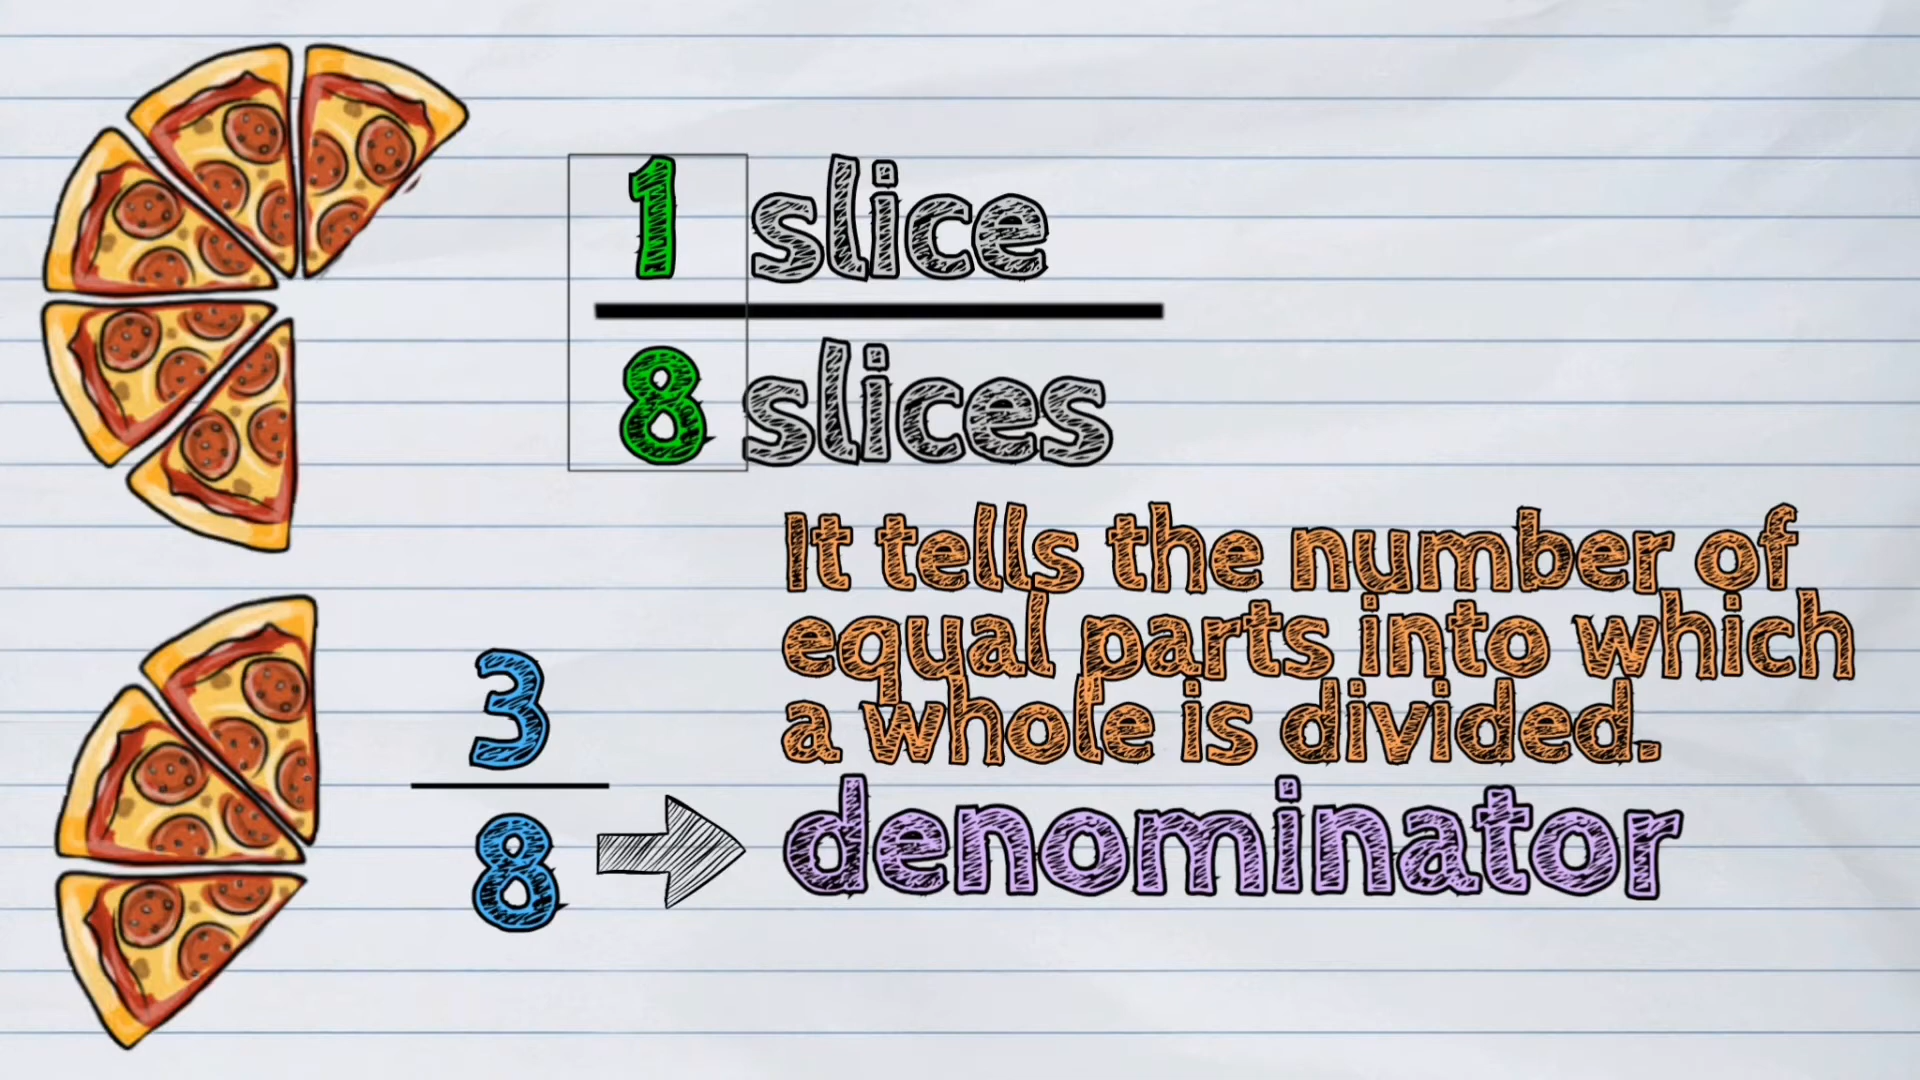 1 slice
8 slices
It tells the number of
equal parts into which
a whole is divided.
3
8
denominator